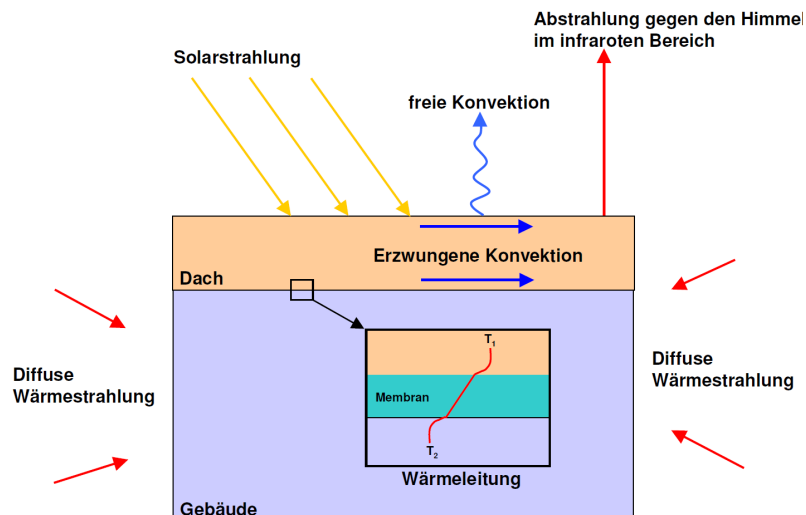 Abstrahlung gegen den Himmel
im infraroten Bereich
Solarstrahlung
freie Konvektion
Erzwungene Konvektion
Dach
Diffuse
Wärmestrahlung
T1
Membran
T2
Wärmeleitung
Diffuse
Wärmestrahlung
Gebäude